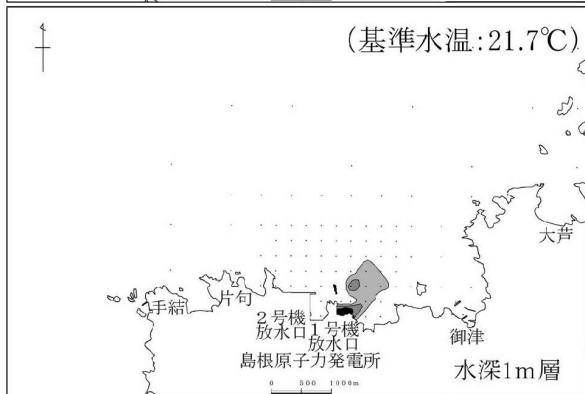 (基準水温:21.7℃)
大芦
手結
片句
2号機
放水口
1号機
放水口
御津
島根原子力発電所
水深1m層
0 500 1000m